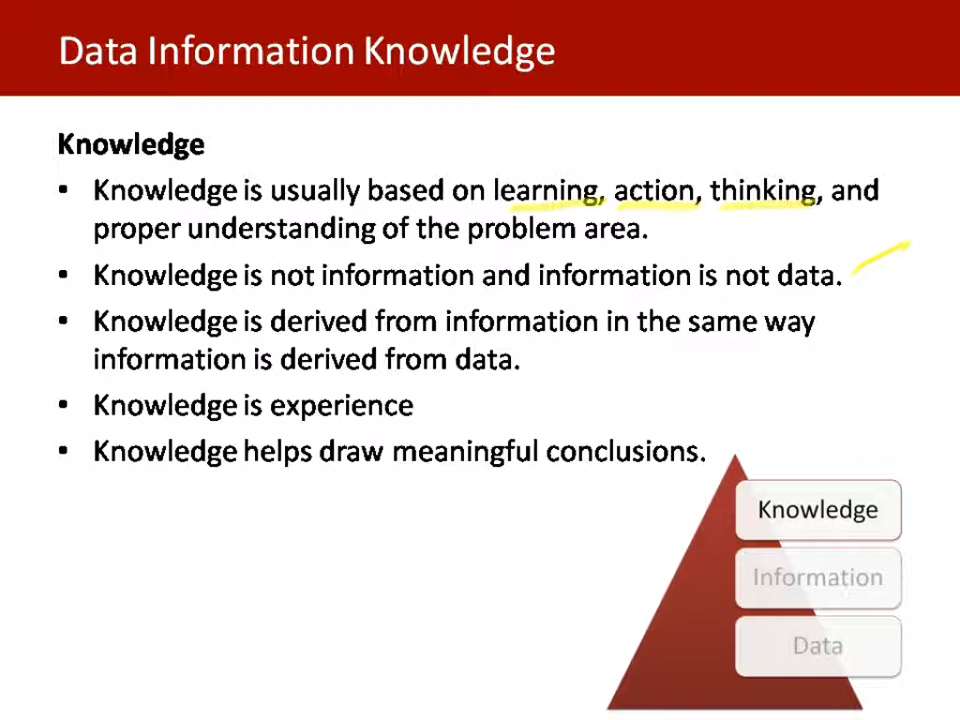 Data Information Knowledge
Knowledge
• Knowledge is usually based on learning, action, thinking, and
proper understanding of the problem area.
• Knowledge is not information and information is not data.
• Knowledge is derived from information in the same way
information is derived from data.
• Knowledge is experience
• Knowledge helps draw meaningful conclusions.
Knowledge
Information
Data